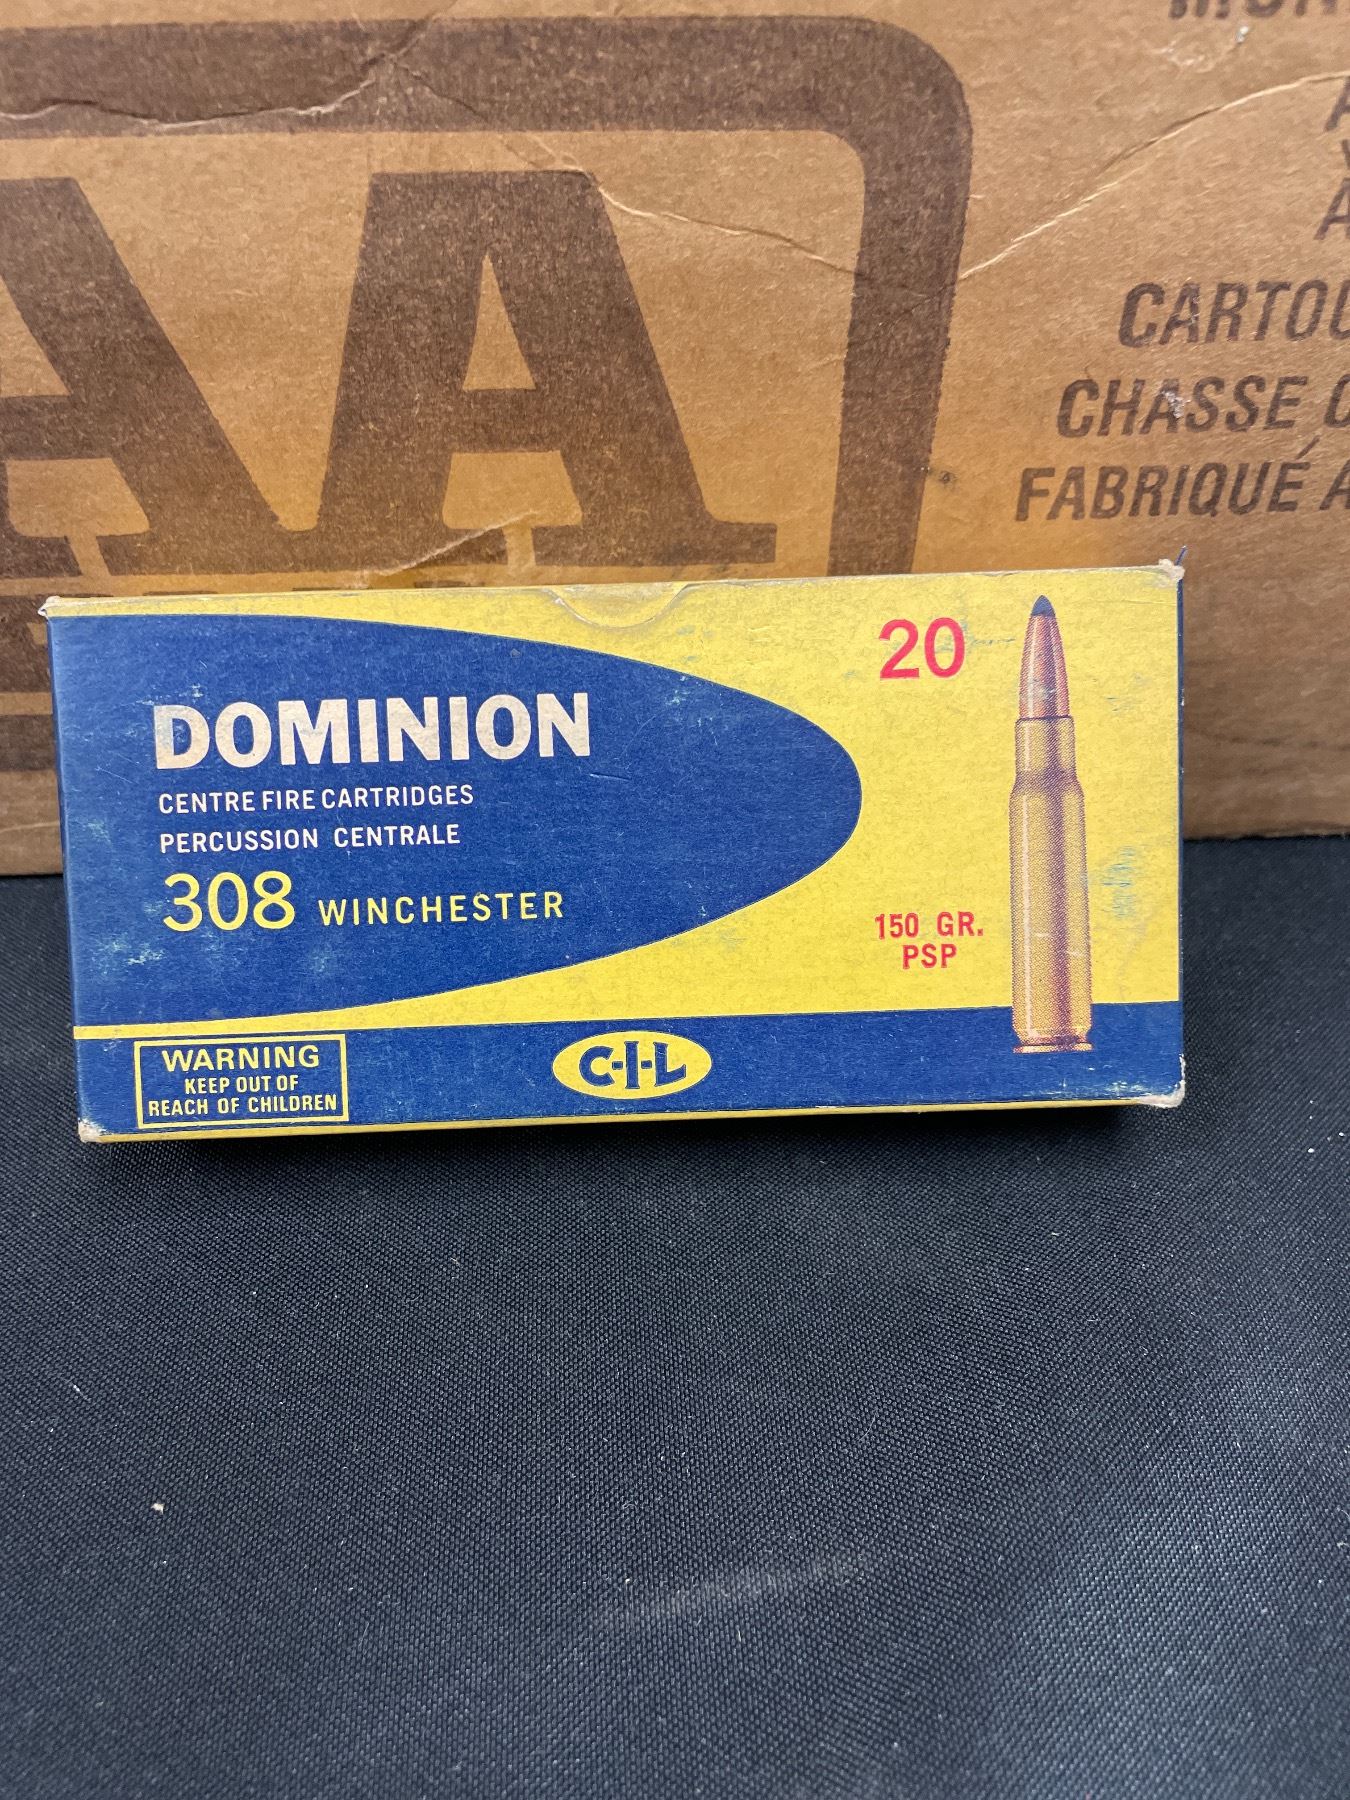 CARTOU
CHASSE C
FABRIQUÉ A
DOMINION
CENTRE FIRE CARTRIDGES
PERCUSSION CENTRALE
308 WINCHESTER
20
150 GR.
PSP
WARNING
KEEP OUT OF
REACH OF CHILDREN
C-I-L